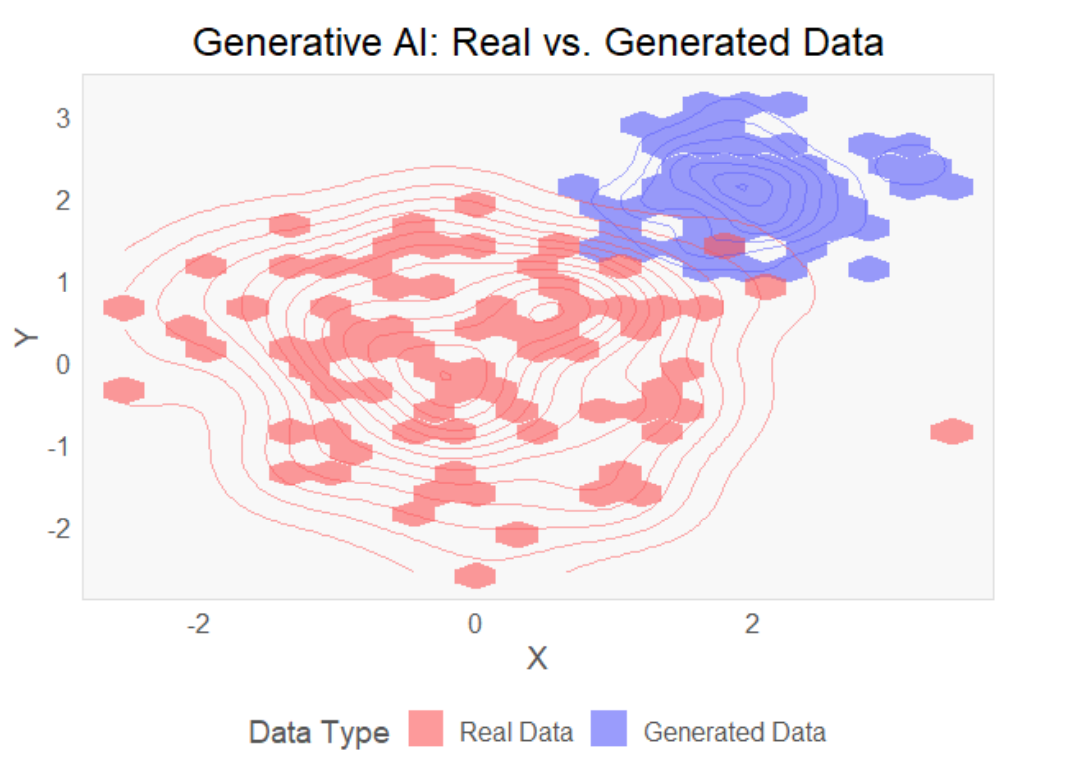 Generative AI: Real vs. Generated Data
3
2
1
0
-1
-2
Y
-2 0 2
X
Data Type Real Data Generated Data